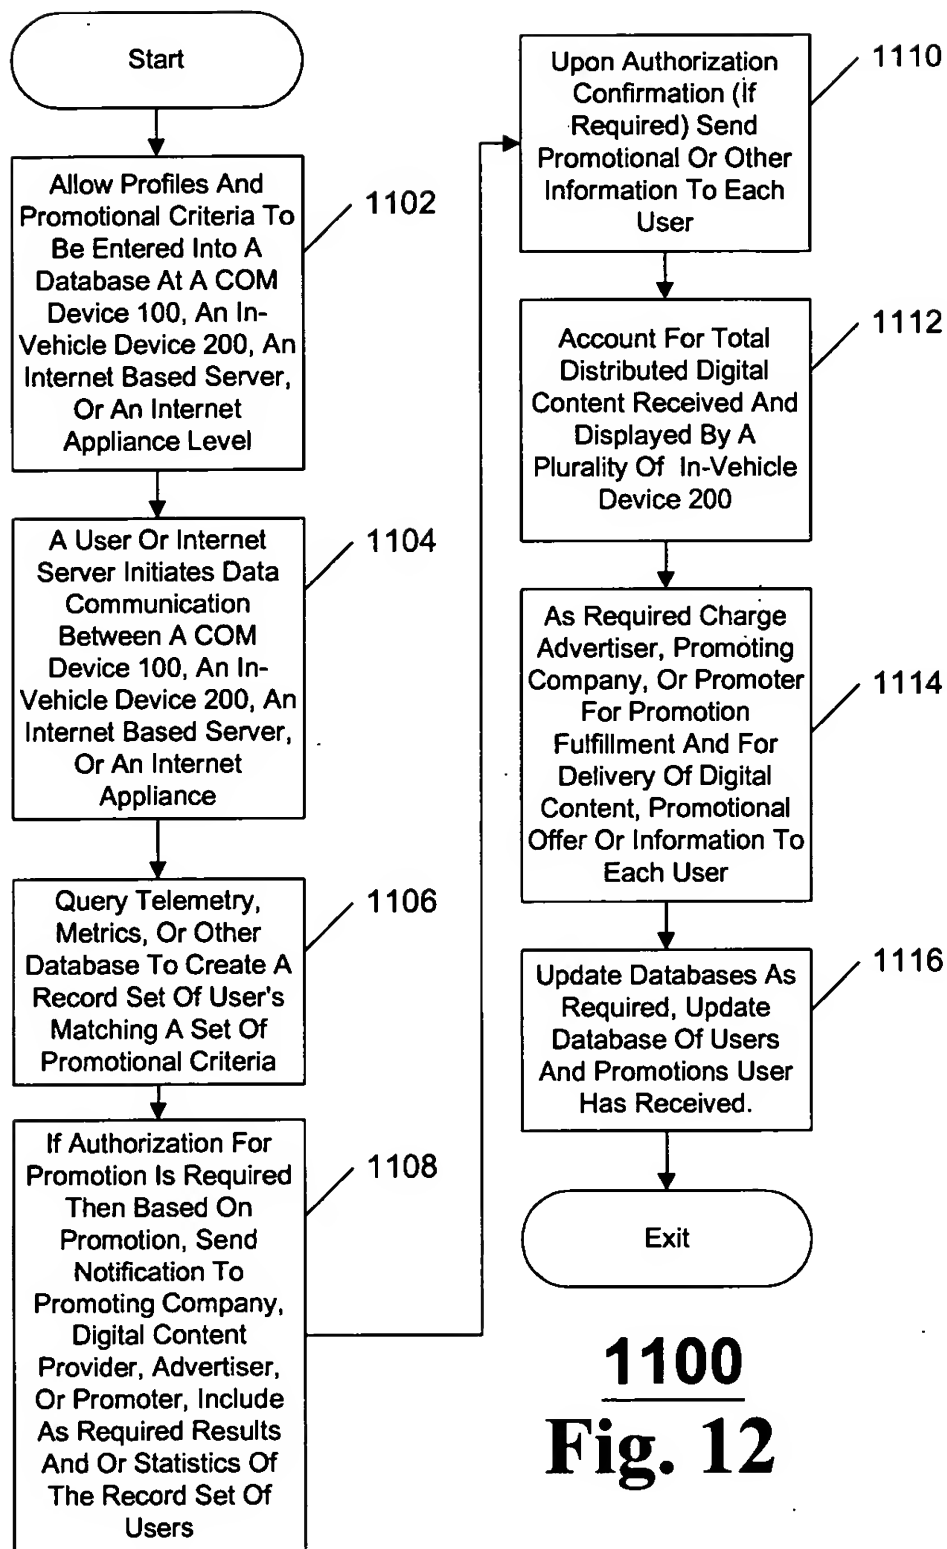 Start
Allow Profiles And
Promotional Criteria To
Be Entered Into A
Database At A COM
Device 100, An In-
Vehicle Device 200, An
Internet Based Server,
Or An Internet
Appliance Level
1102
A User Or Internet
Server Initiates Data
Communication
Between A COM
Device 100, An In-
Vehicle Device 200, An
Internet Based Server,
Or An Internet
Appliance
1104
Query Telemetry,
Metrics, Or Other
Database To Create A
Record Set Of User's
Matching A Set Of
Promotional Criteria
1106
If Authorization For
Promotion Is Required
Then Based On
Promotion, Send
Notification To
Promoting Company,
Digital Content
Provider, Advertiser,
Or Promoter, Include
As Required Results
And Or Statistics Of
The Record Set Of
Users
1108
Upon Authorization
Confirmation (If
Required) Send
Promotional Or Other
Information To Each
User
1110
Account For Total
Distributed Digital
Content Received And
Displayed By A
Plurality Of In-Vehicle
Device 200
1112
As Required Charge
Advertiser, Promoting
Company, Or Promoter
For Promotion
Fulfillment And For
Delivery Of Digital
Content, Promotional
Offer Or Information To
Each User
1114
Update Databases As
Required, Update
Database Of Users
And Promotions User
Has Received.
1116
Exit
1100
Fig. 12